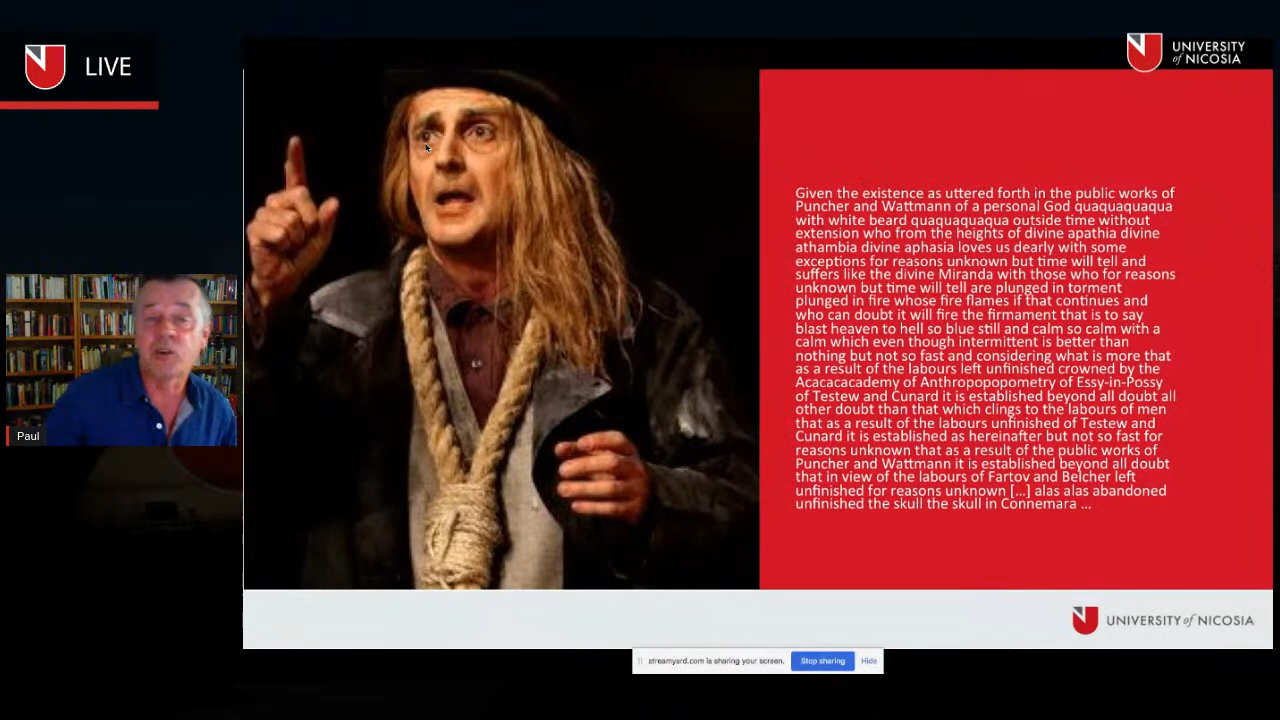 LIVE
UNIVERSITY
of NICOSIA
Given the existence as uttered forth in the public works of
Puncher and Wattmann of a personal God quaquaquaqua
with white beard quaquaquaqua outside time without
extension who from the heights of divine apathia divine
athambia divine aphasia loves us dearly with some
exceptions for reasons unknown but time will tell and
suffers like the divine Miranda with those who for reasons
unknown but time will tell are plunged in torment
plunged in fire whose fire flames if that continues and
who can doubt it will fire the firmament that is to say
blast heaven to hell so blue still and calm so calm with a
calm which even though intermittent is better than
nothing but not so fast and considering what is more that
as a result of the labours left unfinished crowned by the
Acacacacademy of Anthropopopometry of Essy-in-Possy
of Testew and Cunard it is established beyond all doubt all
other doubt than that which clings to the labours of men
that as a result of the labours unfinished of Testew and
Cunard it is established as hereinafter but not so fast for
reasons unknown that as a result of the public works of
Puncher and Wattmann it is established beyond all doubt
that in view of the labours of Fartov and Belcher left
unfinished for reasons unknown [...] alas alas abandoned
unfinished the skull the skull in Connemara ...
Paul
UNIVERSITY of NICOSIA
streamyard.com is sharing your screen.
Stop sharing
Hide